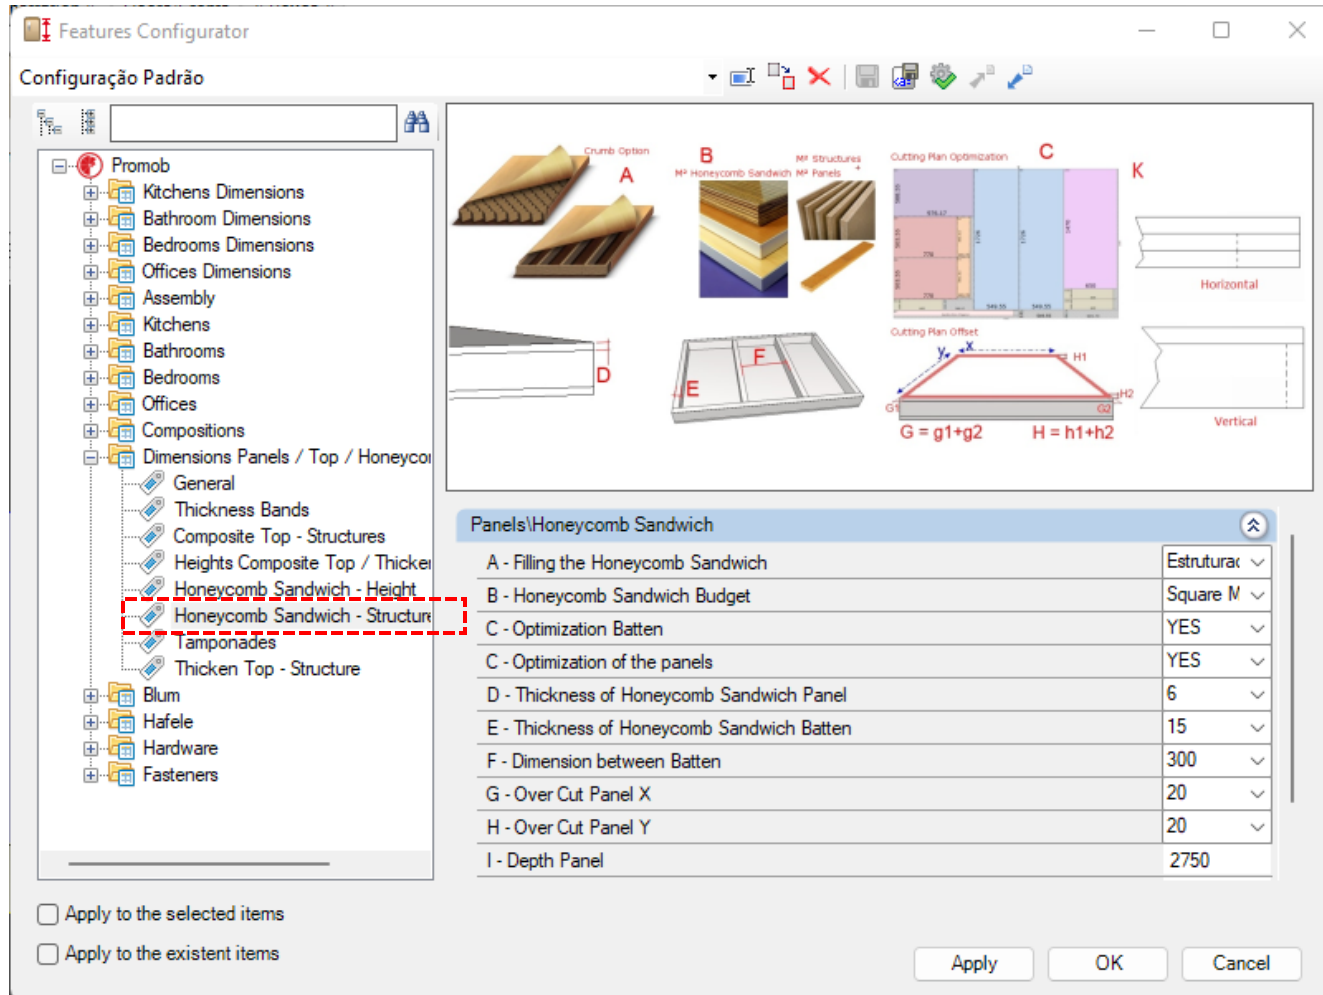 Features Configurator
Configuração Padrão
Promob
Kitchens Dimensions
Bathroom Dimensions
Bedrooms Dimensions
Offices Dimensions
Assembly
Kitchens
Bathrooms
Bedrooms
Offices
Compositions
Dimensions Panels / Top / Honeycor
General
Thickness Bands
Composite Top - Structures
Heights Composite Top / Thicker
Honeycomb Sandwich - Height
Honeycomb Sandwich - Structure
Tamponades
Thicken Top - Structure
Blum
Hafele
Hardware
Fasteners
Crumb Option
A
B
M² Structures
M² Honeycomb Sandwich M² Panels
Cutting Plan Optimization
C
K
Horizontal
D
E
F
Cutting Plan Offset
y
x
H1
H2
G1
G2
G = g1+g2
H = h1+h2
Vertical
Panels\Honeycomb Sandwich
A - Filling the Honeycomb Sandwich Estruturac
B - Honeycomb Sandwich Budget Square M
C - Optimization Batten YES
C - Optimization of the panels YES
D - Thickness of Honeycomb Sandwich Panel 6
E - Thickness of Honeycomb Sandwich Batten 15
F - Dimension between Batten 300
G - Over Cut Panel X 20
H - Over Cut Panel Y 20
I - Depth Panel 2750
Apply to the selected items
Apply to the existent items
Apply
OK
Cancel